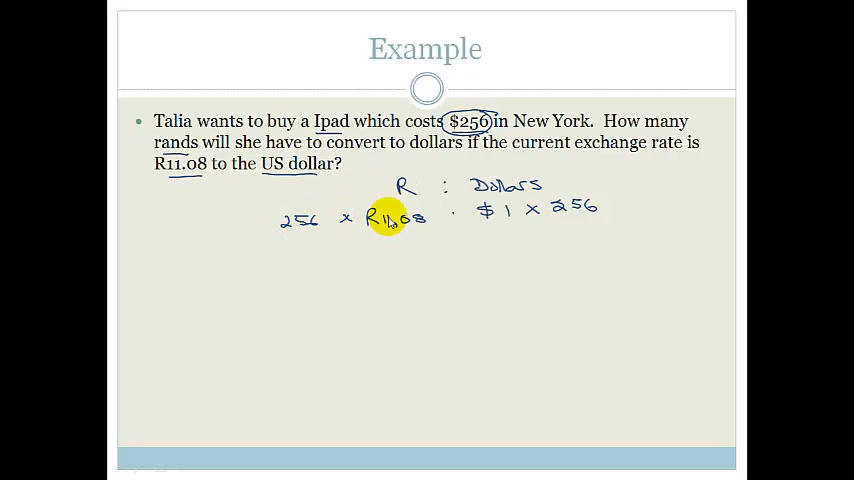 Example
Talia wants to buy a Ipad which costs $256 in New York. How many
rands will she have to convert to dollars if the current exchange rate is
R11.08 to the US dollar?
R : Dollars
256 × R11.08 . $1 × 256